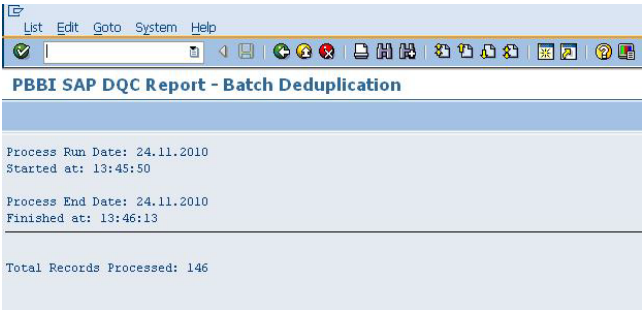 List Edit Goto System Help
PBBI SAP DQC Report - Batch Deduplication
Process Run Date: 24.11.2010
Started at: 13:45:50
Process End Date: 24.11.2010
Finished at: 13:46:13
Total Records Processed: 146